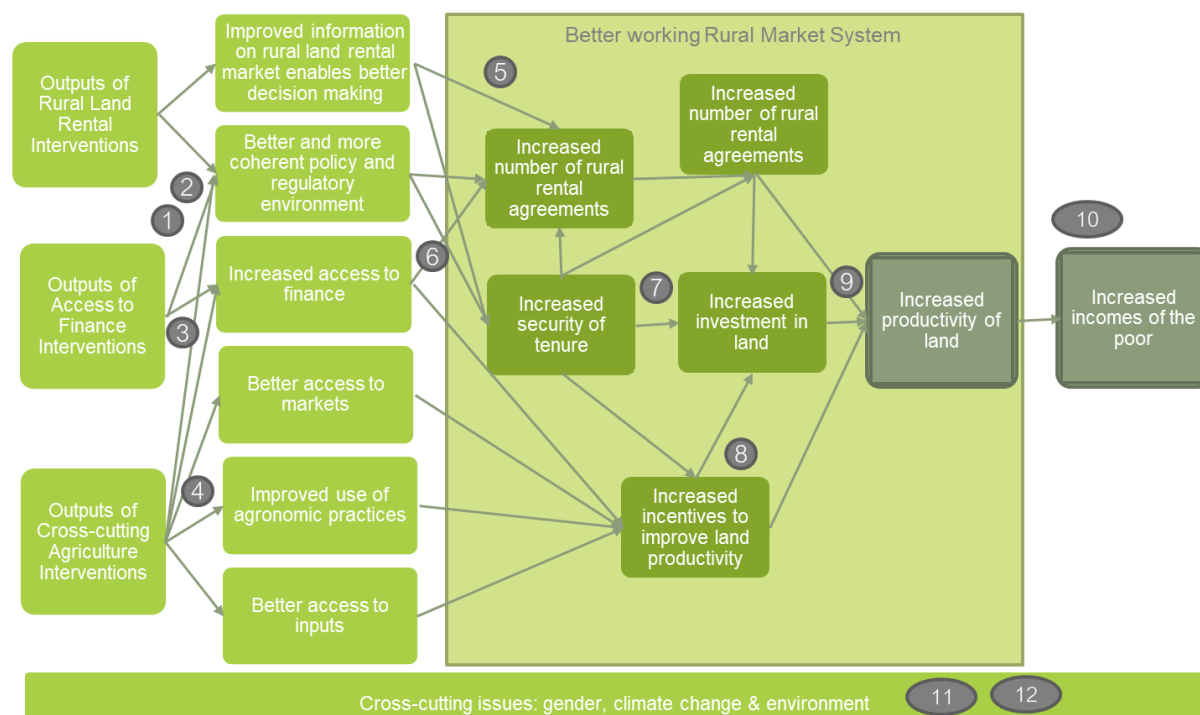 Outputs of
Rural Land
Rental
Interventions
Outputs of
Access to
Finance
Interventions
Outputs of
Cross-cutting
Agriculture
Interventions
1
2
3
4
Improved information
on rural land rental
market enables better
decision making
Better and more
coherent policy and
regulatory
environment
Increased access to
finance
Better access to
markets
Improved use of
agronomic practices
Better access to
inputs
Better working Rural Market System
5
6
Increased
number of rural
rental
agreements
Increased
number of rural
rental
agreements
Increased
security of
tenure
7
Increased
investment in
land
8
Increased
incentives to
improve land
productivity
9
Increased
productivity of
land
10
Increased
incomes of the
poor
Cross-cutting issues: gender, climate change & environment
11
12